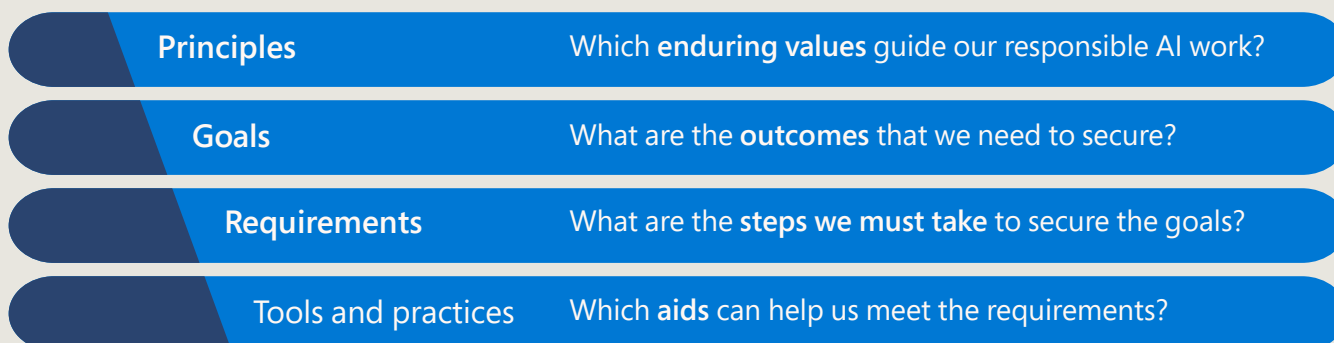 Principles Which enduring values guide our responsible AI work?
Goals What are the outcomes that we need to secure?
Requirements What are the steps we must take to secure the goals?
Tools and practices Which aids can help us meet the requirements?